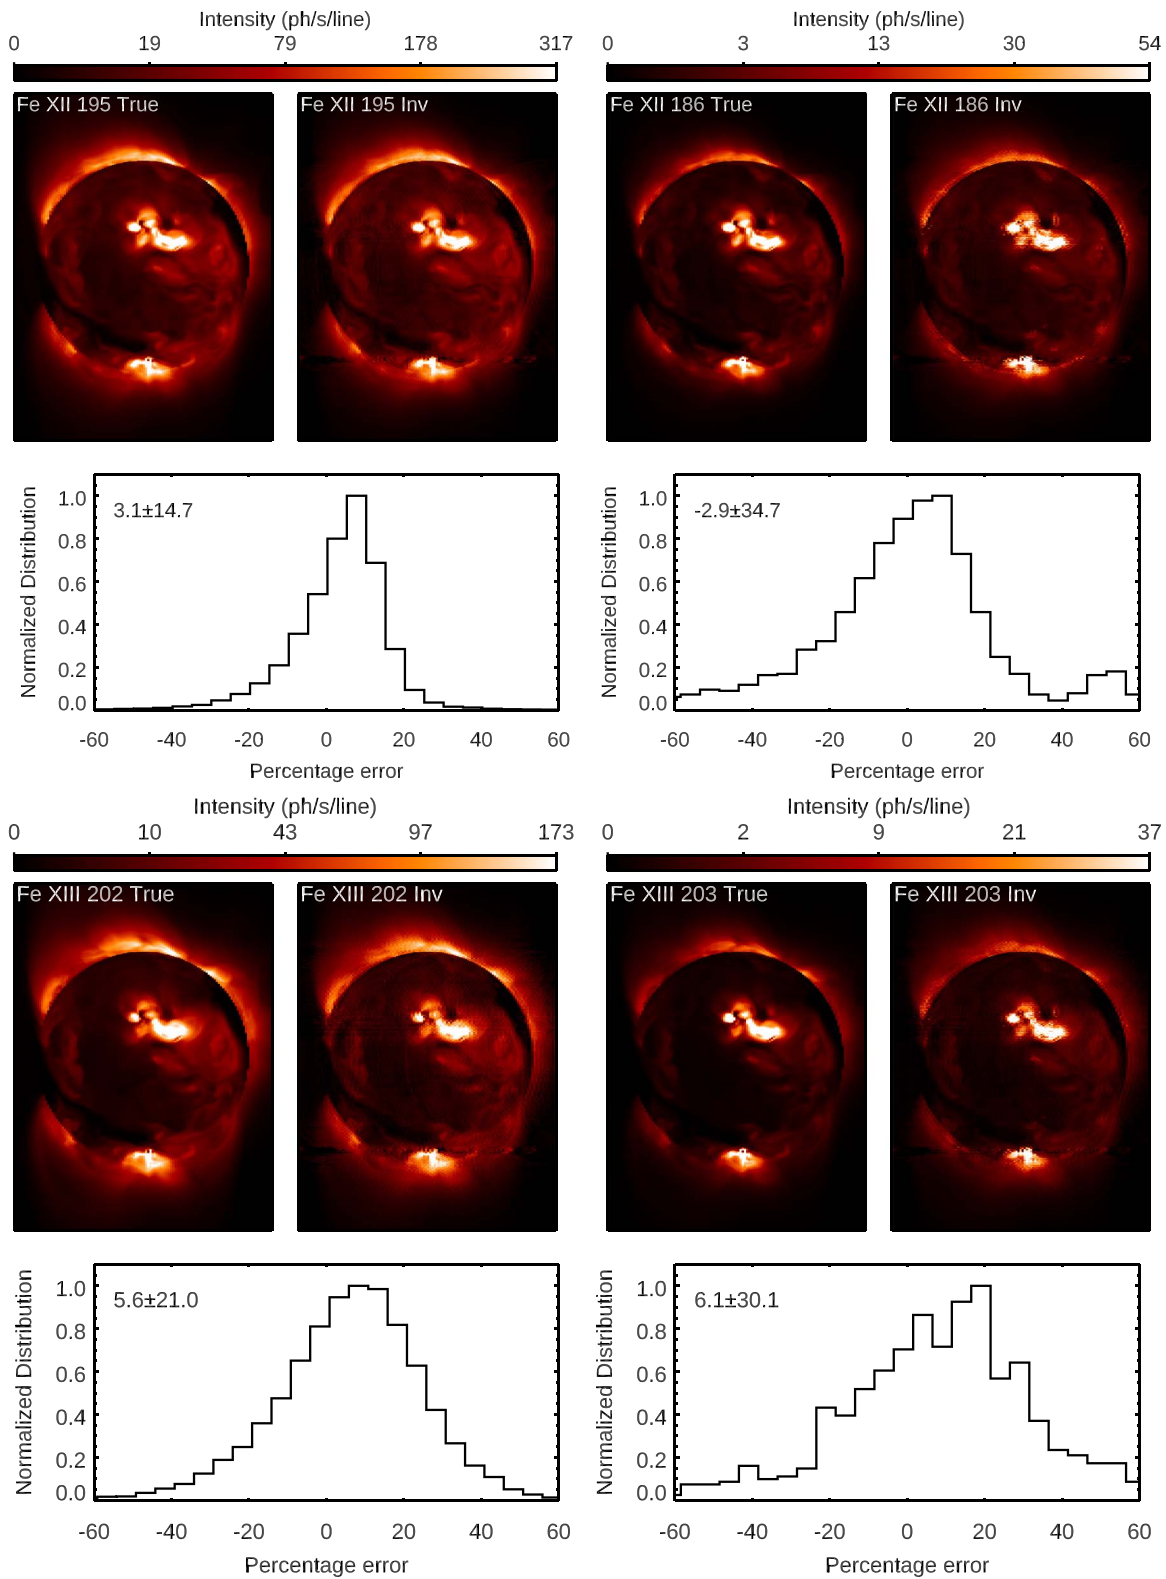 Intensity (ph/s/line)
0 19 79 178 317
Fe XII 195 True
Fe XII 195 Inv
Intensity (ph/s/line)
0 3 13 30 54
Fe XII 186 True
Fe XII 186 Inv
Normalized Distribution
1.0
0.8
0.6
0.4
0.2
0.0
3.1±14.7
-60 -40 -20 0 20 40 60
Percentage error
Normalized Distribution
1.0
0.8
0.6
0.4
0.2
0.0
-2.9±34.7
-60 -40 -20 0 20 40 60
Percentage error
Intensity (ph/s/line)
0 10 43 97 173
Fe XIII 202 True
Fe XIII 202 Inv
Intensity (ph/s/line)
0 2 9 21 37
Fe XIII 203 True
Fe XIII 203 Inv
Normalized Distribution
1.0
0.8
0.6
0.4
0.2
0.0
5.6±21.0
-60 -40 -20 0 20 40 60
Percentage error
Normalized Distribution
1.0
0.8
0.6
0.4
0.2
0.0
6.1±30.1
-60 -40 -20 0 20 40 60
Percentage error